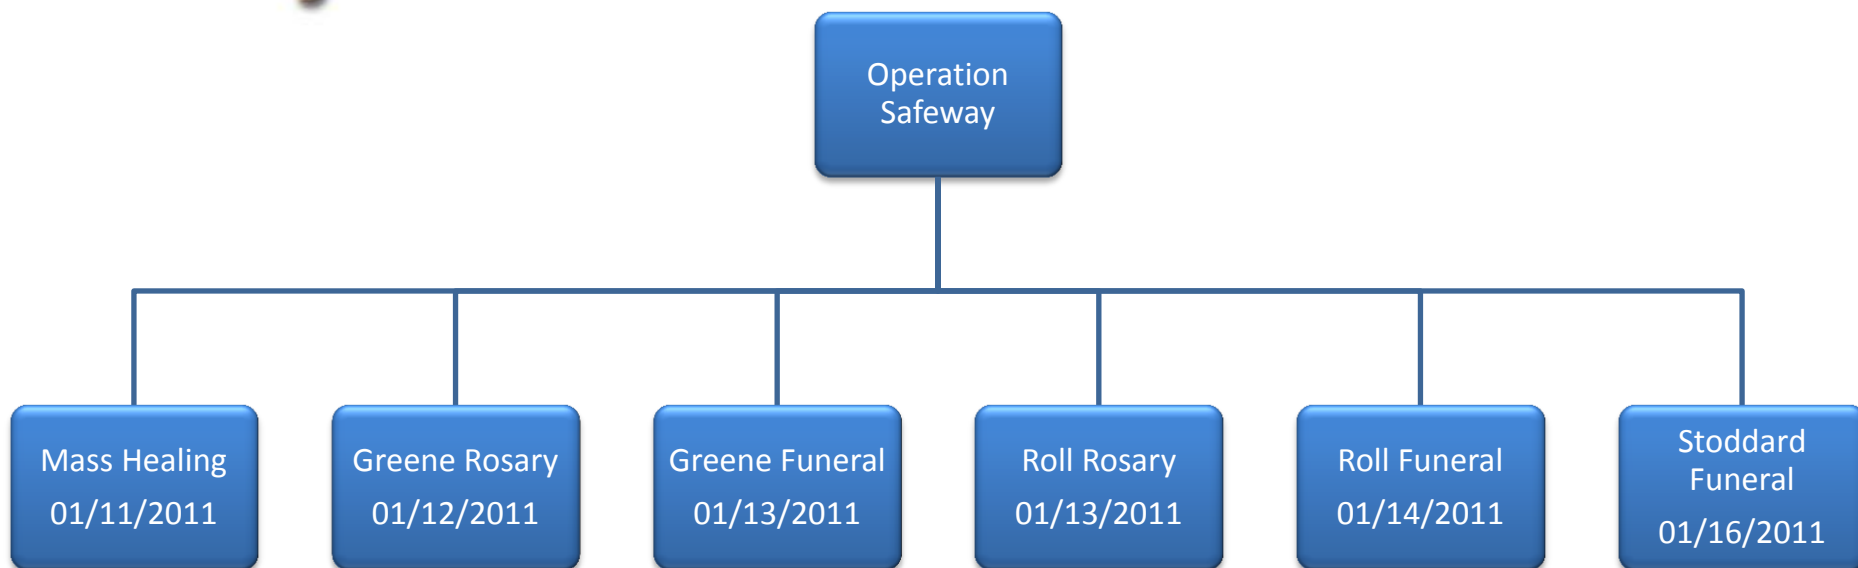 Operation
Safeway
Mass Healing
01/11/2011
Greene Rosary
01/12/2011
Greene Funeral
01/13/2011
Roll Rosary
01/13/2011
Roll Funeral
01/14/2011
Stoddard
Funeral
01/16/2011